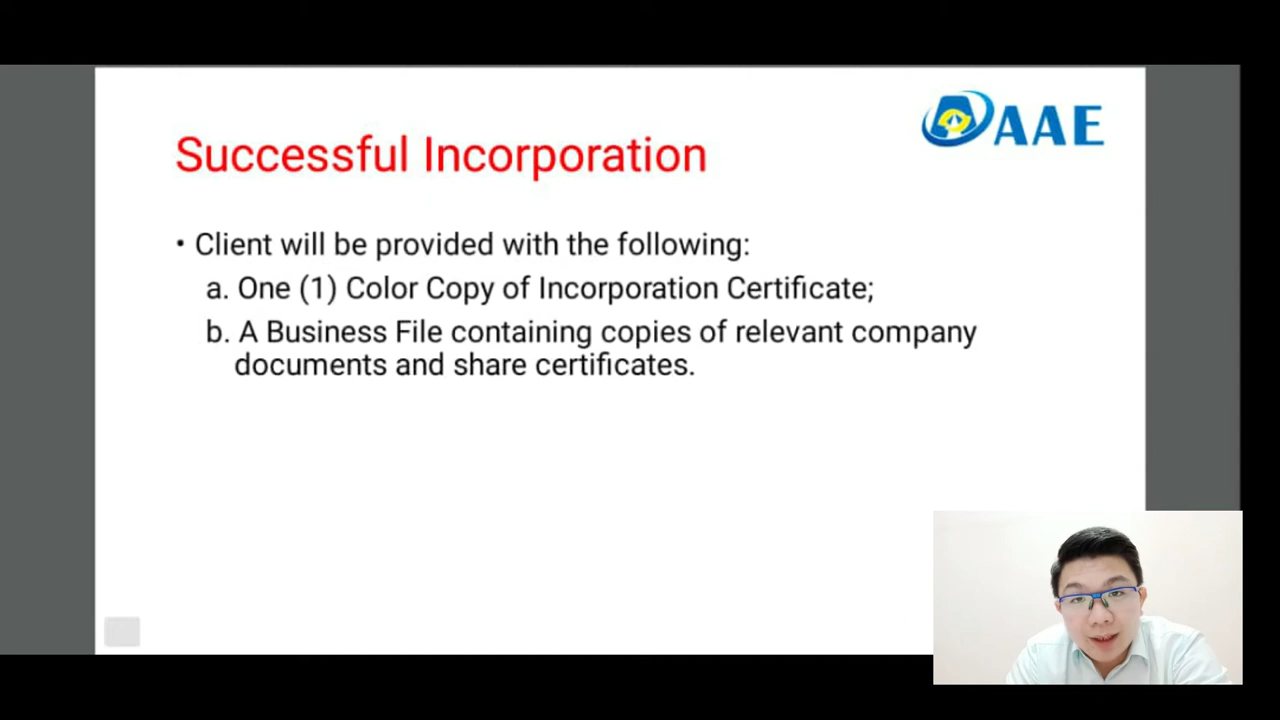 AAE
Successful Incorporation
• Client will be provided with the following:
a. One (1) Color Copy of Incorporation Certificate;
b. A Business File containing copies of relevant company
documents and share certificates.